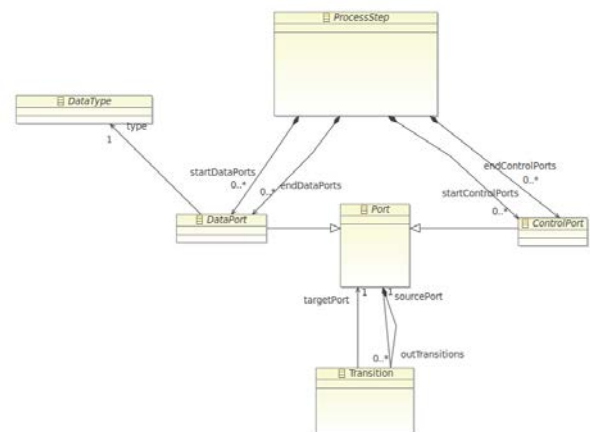 ProcessStep
DataType
type
1
endControlPorts
startDataPorts
0..*
0..*
endDataPorts
startControlPorts
0..*
0..*
Port
DataPort
ControlPort
targetPort
1
1
sourcePort
0..*
outTransitions
Transition